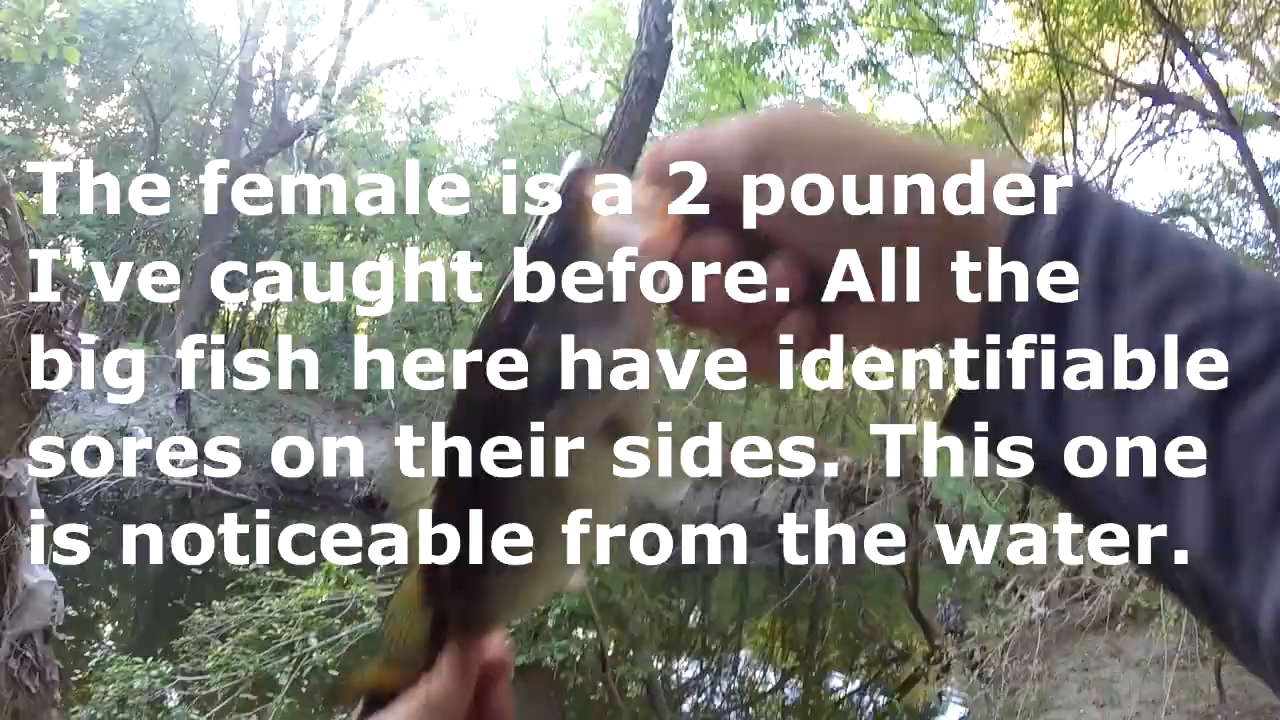 The female is a 2 pounder
I've caught before. All the
big fish here have identifiable
sores on their sides. This one
is noticeable from the water.